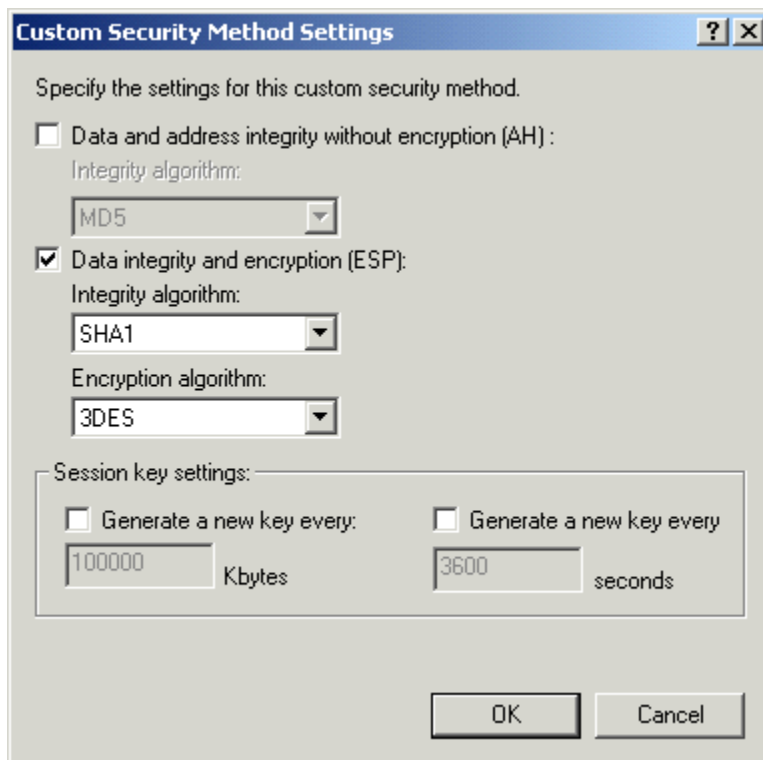 Custom Security Method Settings
Specify the settings for this custom security method.
Data and address integrity without encryption (AH) :
Integrity algorithm:
MD5
Data integrity and encryption (ESP):
Integrity algorithm:
SHA1
Encryption algorithm:
3DES
Session key settings:
Generate a new key every: Generate a new key every
100000 Kbytes 3600 seconds
OK Cancel